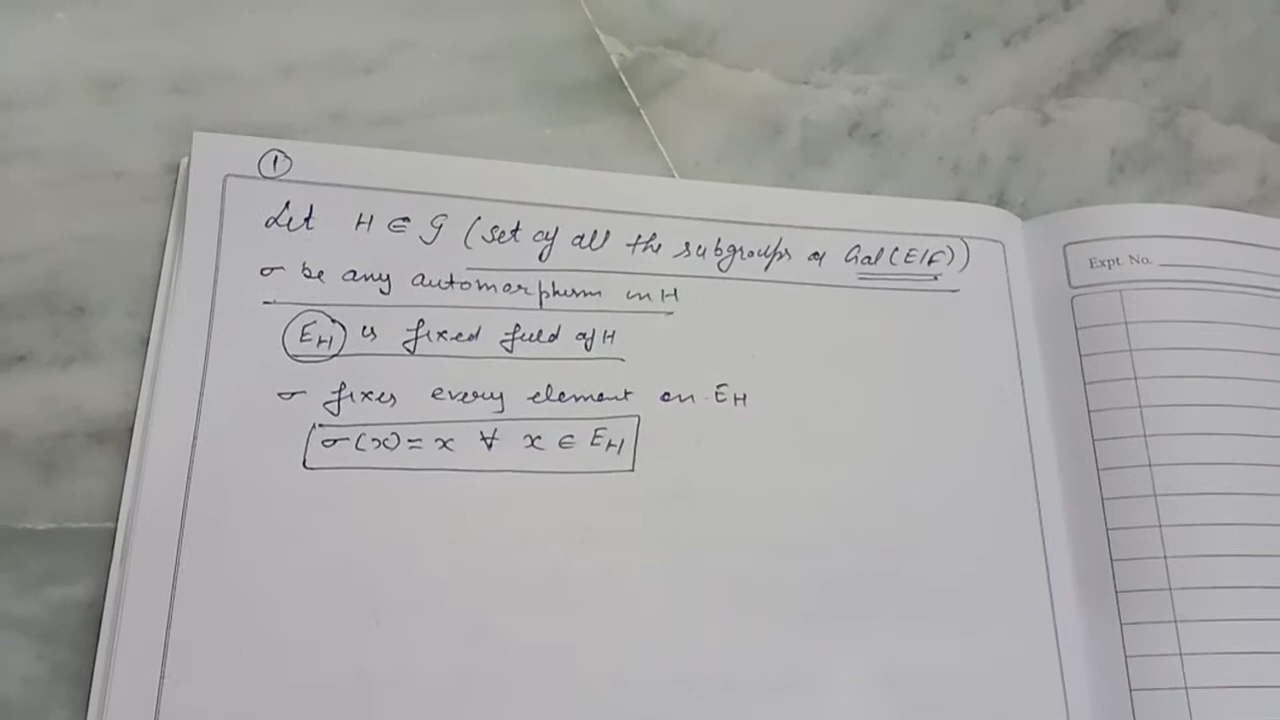 ①
Let H ∈ G (set of all the subgroups of Gal(E/F))
σ be any automorphism in H
E_H is fixed field of H
σ fixes every element on E_H
σ(x) = x ∀ x ∈ E_H
Expt. No.